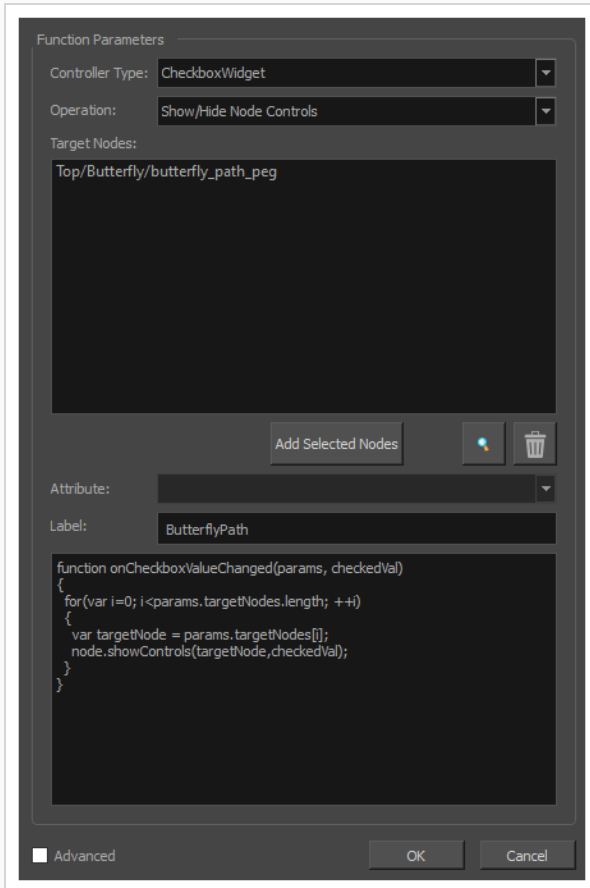 Function Parameters
Controller Type: CheckboxWidget
Operation: Show/Hide Node Controls
Target Nodes:
Top/Butterfly/butterfly_path_peg
Add Selected Nodes
Attribute:
Label: ButterflyPath
function onCheckboxValueChanged(params, checkedVal)
{
for(var i=0; i<params.targetNodes.length; ++i)
{
var targetNode = params.targetNodes[i];
node.showControls(targetNode,checkedVal);
}
}
Advanced OK Cancel